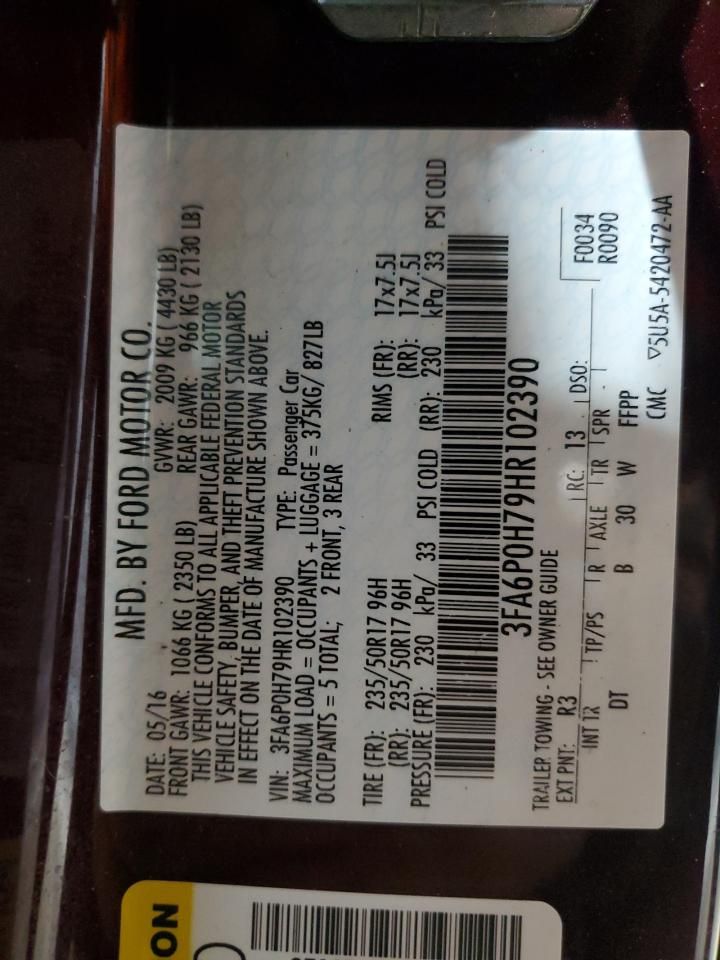 MFD. BY FORD MOTOR CO.
DATE: 05/16 GVWR: 2009 KG ( 4430 LB)
FRONT GAWR: 1066 KG ( 2350 LB) REAR GAWR: 966 KG ( 2130 LB)
THIS VEHICLE CONFORMS TO ALL APPLICABLE FEDERAL MOTOR
VEHICLE SAFETY, BUMPER, AND THEFT PREVENTION STANDARDS
IN EFFECT ON THE DATE OF MANUFACTURE SHOWN ABOVE.
VIN: 3FA6P0H79HR102390 TYPE: Passenger Car
MAXIMUM LOAD = OCCUPANTS + LUGGAGE = 375KG/ 827LB
OCCUPANTS = 5 TOTAL; 2 FRONT, 3 REAR
TIRE (FR): 235/50R17 96H RIMS (FR): 17x7.5J
(RR): 235/50R17 96H (RR): 17x7.5J
PRESSURE (FR): 230 kPa/ 33 PSI COLD (RR): 230 kPa/ 33 PSI COLD
3FA6P0H79HR102390
TRAILER TOWING - SEE OWNER GUIDE
EXT PNT: R3 RC: 13 DSO: F0034
INT TR TP/PS R AXLE TR SPR R0090
DT B 30 W FFPP
CMC ▽5U5A-5420472-AA
ON